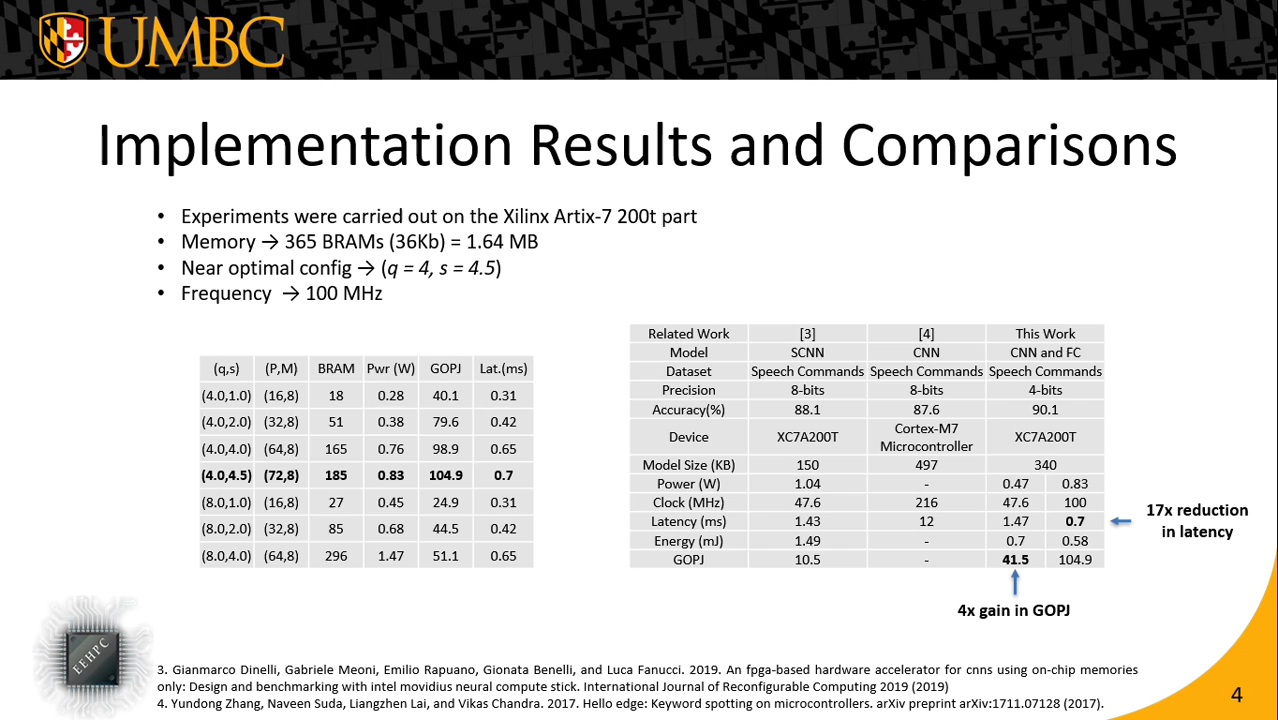 UMBC
Implementation Results and Comparisons
• Experiments were carried out on the Xilinx Artix-7 200t part
• Memory → 365 BRAMs (36Kb) = 1.64 MB
• Near optimal config → (q = 4, s = 4.5)
• Frequency → 100 MHz
(q,s) (P,M) BRAM Pwr (W) GOPJ Lat.(ms)
(4.0,1.0) (16,8) 18 0.28 40.1 0.31
(4.0,2.0) (32,8) 51 0.38 79.6 0.42
(4.0,4.0) (64,8) 165 0.76 98.9 0.65
(4.0,4.5) (72,8) 185 0.83 104.9 0.7
(8.0,1.0) (16,8) 27 0.45 24.9 0.31
(8.0,2.0) (32,8) 85 0.68 44.5 0.42
(8.0,4.0) (64,8) 296 1.47 51.1 0.65
Related Work [3] [4] This Work
Model SCNN CNN CNN and FC
Dataset Speech Commands Speech Commands Speech Commands
Precision 8-bits 8-bits 4-bits
Accuracy(%) 88.1 87.6 90.1
Device XC7A200T Cortex-M7 Microcontroller XC7A200T
Model Size (KB) 150 497 340
Power (W) 1.04 - 0.47 0.83
Clock (MHz) 47.6 216 47.6 100
Latency (ms) 1.43 12 1.47 0.7
Energy (mJ) 1.49 - 0.7 0.58
GOPJ 10.5 - 41.5 104.9
17x reduction
in latency
4x gain in GOPJ
EEHPC
3. Gianmarco Dinelli, Gabriele Meoni, Emilio Rapuano, Gionata Benelli, and Luca Fanucci. 2019. An fpga-based hardware accelerator for cnns using on-chip memories
only: Design and benchmarking with intel movidius neural compute stick. International Journal of Reconfigurable Computing 2019 (2019)
4. Yundong Zhang, Naveen Suda, Liangzhen Lai, and Vikas Chandra. 2017. Hello edge: Keyword spotting on microcontrollers. arXiv preprint arXiv:1711.07128 (2017).
4